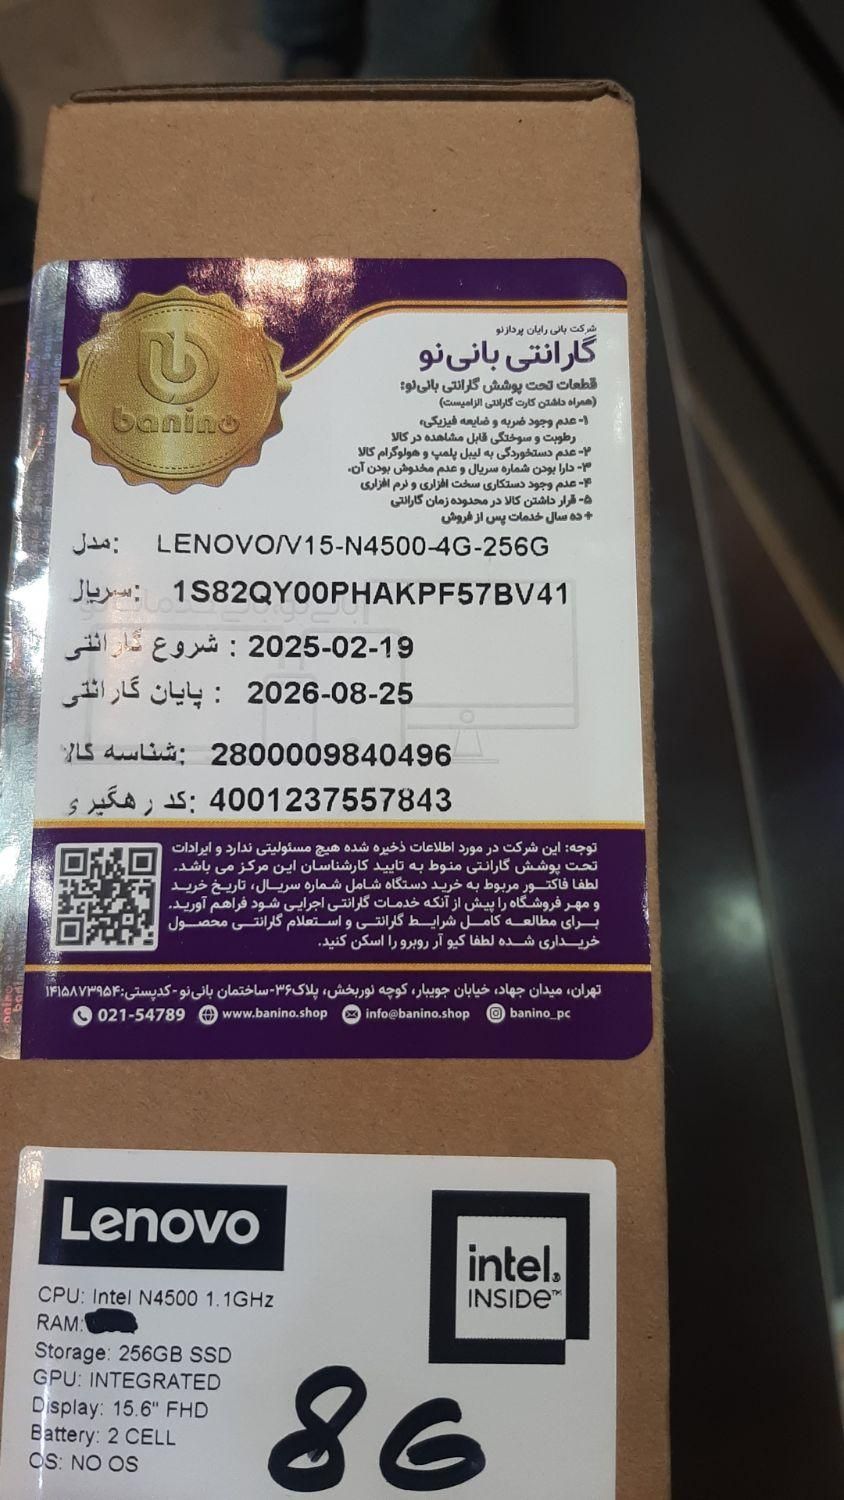 banino
شرکت بانی رایان پردازنو
گارانتی بانی‌نو
قطعات تحت پوشش گارانتی بانی‌نو:
(همراه داشتن کارت گارانتی الزامیست)
۱- عدم وجود ضربه و ضایعه فیزیکی،
رطوبت و سوختگی قابل مشاهده در کالا
۲- عدم دستخوردگی به لیبل پلمپ و هولوگرام کالا
۳- دارا بودن شماره سریال و عدم مخدوش بودن آن.
۴- عدم وجود دستکاری سخت افزاری و نرم افزاری
۵- قرار داشتن کالا در محدوده زمان گارانتی
+ ده سال خدمات پس از فروش
مدل: LENOVO/V15-N4500-4G-256G
سریال: 1S82QY00PHAKPF57BV41
شروع گارانتی : 2025-02-19
پایان گارانتی : 2026-08-25
شناسه کالا: 2800009840496
کد رهگیری: 4001237557843
توجه: این شرکت در مورد اطلاعات ذخیره شده هیچ مسئولیتی ندارد و ایرادات
تحت پوشش گارانتی منوط به تایید کارشناسان این مرکز می باشد.
لطفا فاکتور مربوط به خرید دستگاه شامل شماره سریال، تاریخ خرید
و مهر فروشگاه را پیش از آنکه خدمات گارانتی اجرایی شود فراهم آورید.
برای مطالعه کامل شرایط گارانتی و استعلام گارانتی محصول
خریداری شده لطفا کیو آر روبرو را اسکن کنید.
تهران، میدان جهاد، خیابان جویبار، کوچه نوربخش، پلاک۳۶-ساختمان بانی‌نو-کدپستی:۱۴۱۵۸۷۳۹۵۴
021-54789 www.banino.shop info@banino.shop banino_pc
Lenovo
intel.
INSIDE™
CPU: Intel N4500 1.1GHz
RAM:
Storage: 256GB SSD
GPU: INTEGRATED
Display: 15.6" FHD
Battery: 2 CELL
OS: NO OS
8G